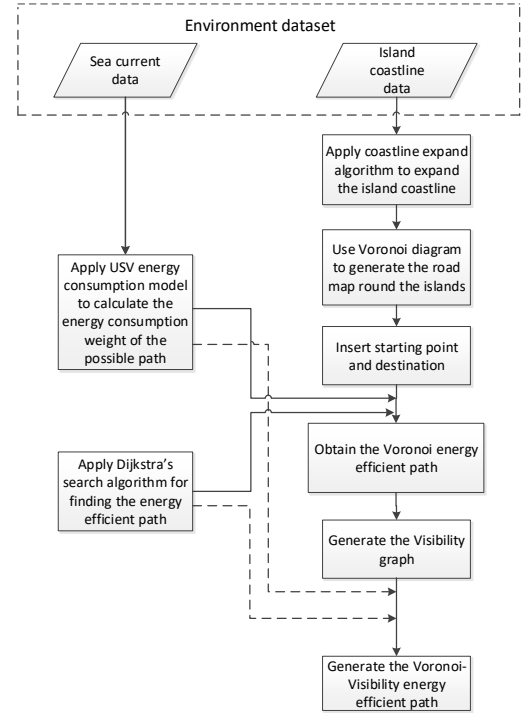 Environment dataset
Sea current
data
Island
coastline
data
Apply coastline expand
algorithm to expand
the island coastline
Use Voronoi diagram
to generate the road
map round the islands
Apply USV energy
consumption model
to calculate the
energy consumption
weight of the
possible path
Insert starting point
and destination
Obtain the Voronoi energy
efficient path
Apply Dijkstra's
search algorithm for
finding the energy
efficient path
Generate the Visibility
graph
Generate the Voronoi-
Visibility energy
efficient path